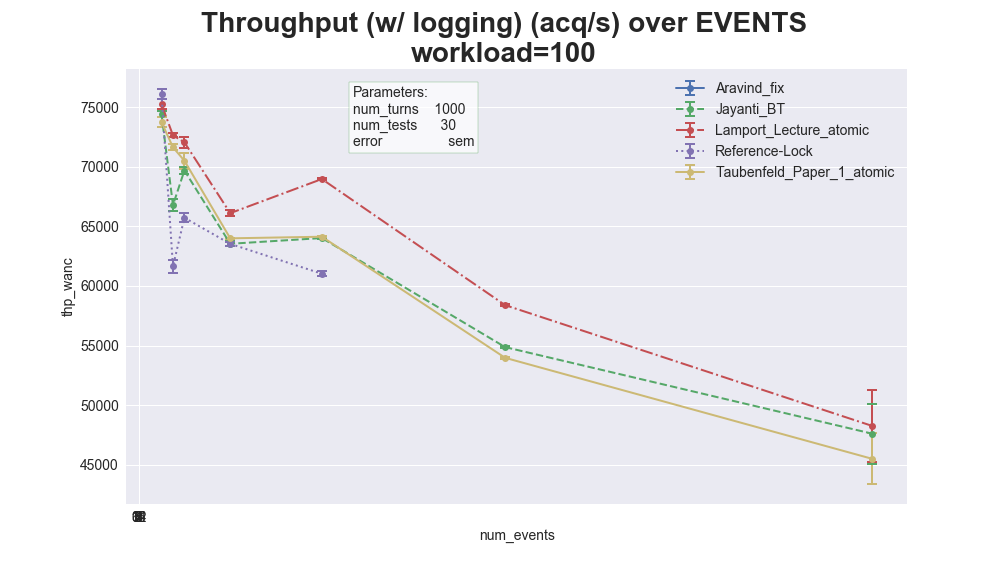 Throughput (w/ logging) (acq/s) over EVENTS
workload=100
Parameters:
num_turns 1000
num_tests 30
error sem
Aravind_fix
Jayanti_BT
Lamport_Lecture_atomic
Reference-Lock
Taubenfeld_Paper_1_atomic
75000
70000
65000
60000
55000
50000
45000
thp_wanc
num_events